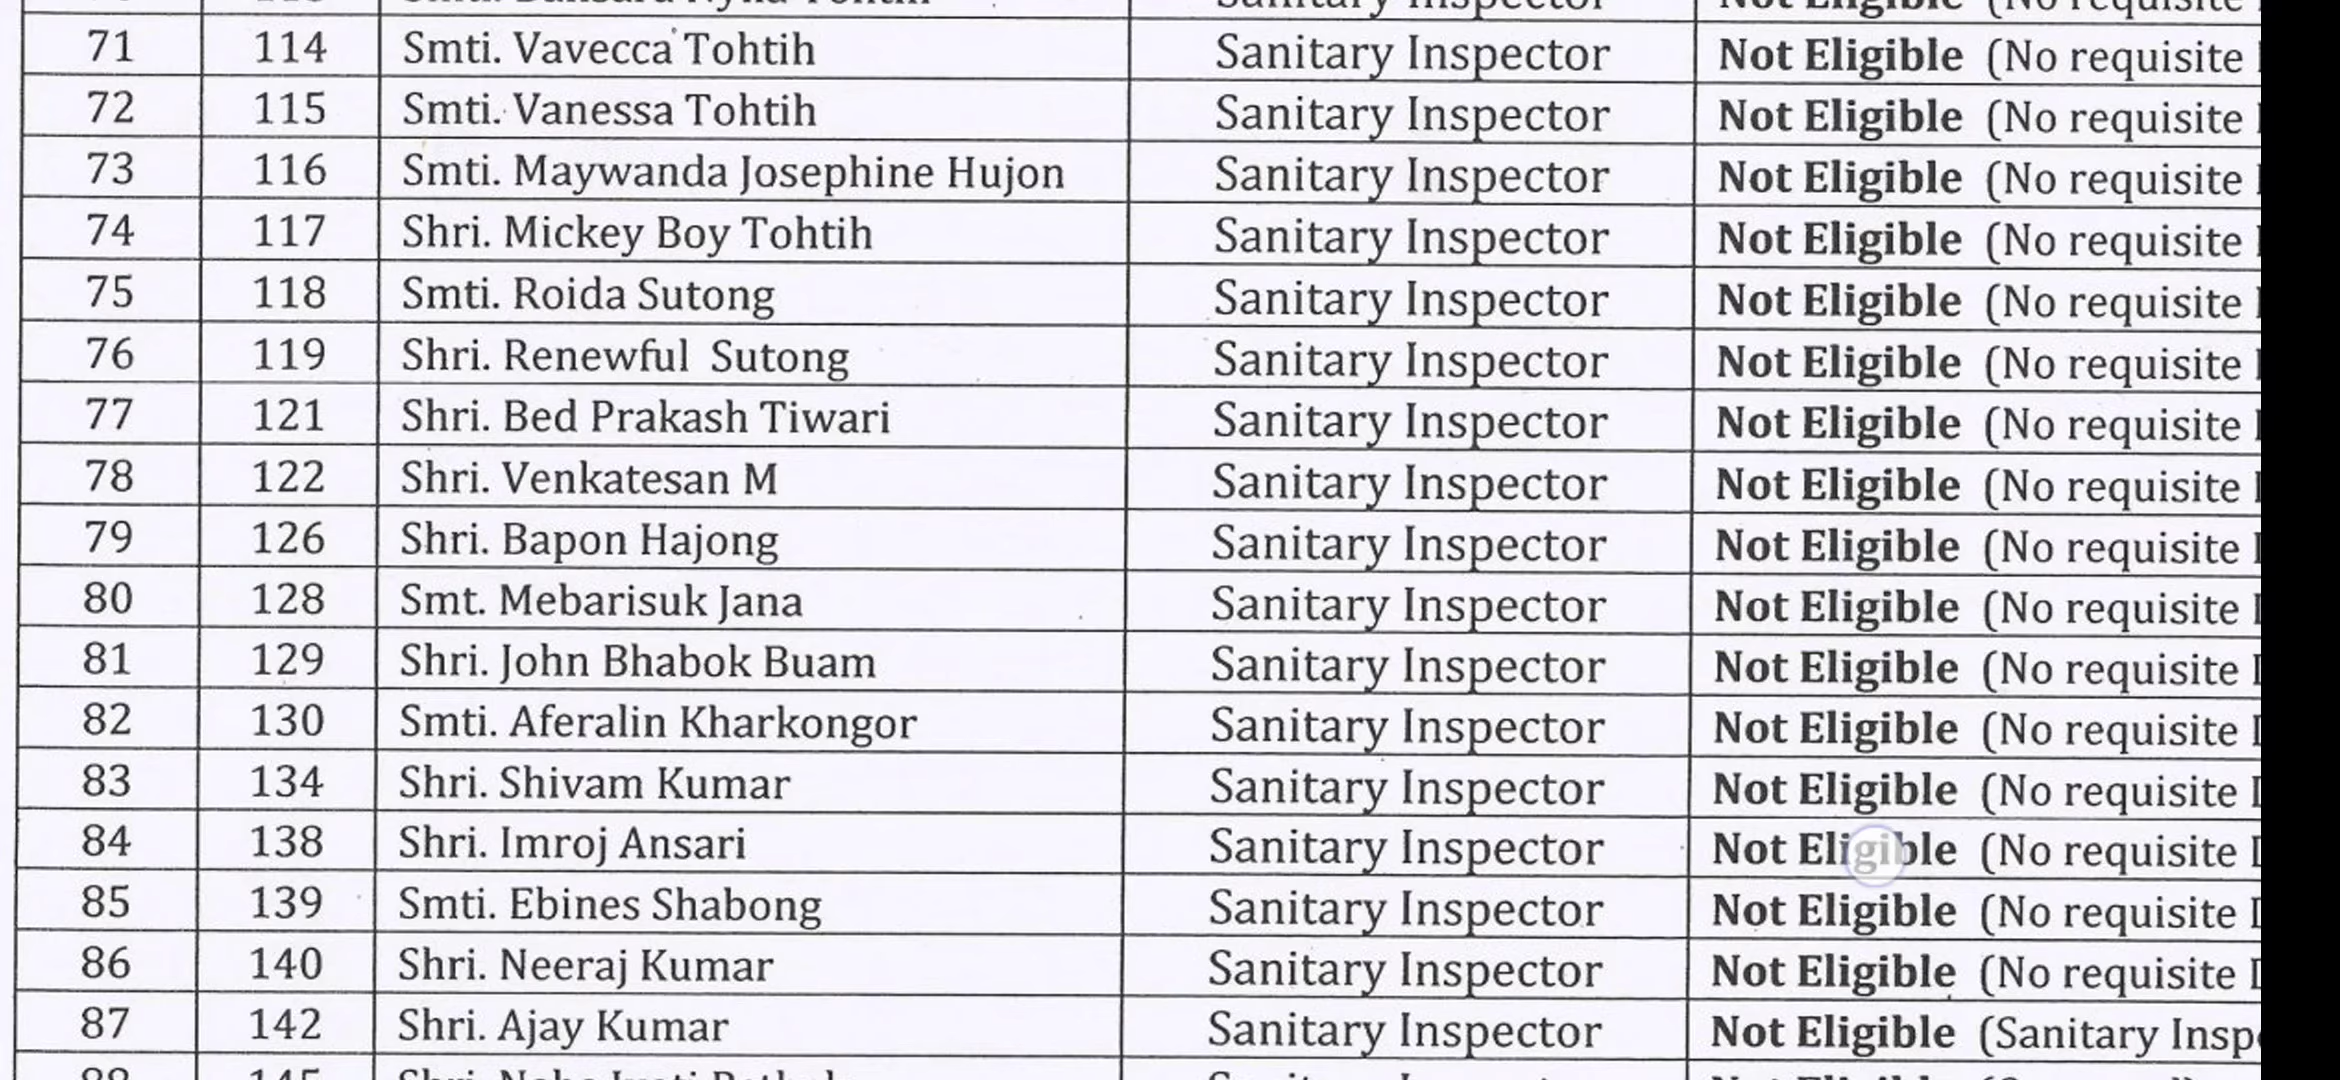 71 114 Smti. Vavecca Tohtih Sanitary Inspector Not Eligible (No requisite
72 115 Smti. Vanessa Tohtih Sanitary Inspector Not Eligible (No requisite
73 116 Smti. Maywanda Josephine Hujon Sanitary Inspector Not Eligible (No requisite
74 117 Shri. Mickey Boy Tohtih Sanitary Inspector Not Eligible (No requisite
75 118 Smti. Roida Sutong Sanitary Inspector Not Eligible (No requisite
76 119 Shri. Renewful Sutong Sanitary Inspector Not Eligible (No requisite
77 121 Shri. Bed Prakash Tiwari Sanitary Inspector Not Eligible (No requisite
78 122 Shri. Venkatesan M Sanitary Inspector Not Eligible (No requisite
79 126 Shri. Bapon Hajong Sanitary Inspector Not Eligible (No requisite
80 128 Smt. Mebarisuk Jana Sanitary Inspector Not Eligible (No requisite
81 129 Shri. John Bhabok Buam Sanitary Inspector Not Eligible (No requisite
82 130 Smti. Aferalin Kharkongor Sanitary Inspector Not Eligible (No requisite
83 134 Shri. Shivam Kumar Sanitary Inspector Not Eligible (No requisite
84 138 Shri. Imroj Ansari Sanitary Inspector Not Eligible (No requisite
85 139 Smti. Ebines Shabong Sanitary Inspector Not Eligible (No requisite
86 140 Shri. Neeraj Kumar Sanitary Inspector Not Eligible (No requisite
87 142 Shri. Ajay Kumar Sanitary Inspector Not Eligible (Sanitary